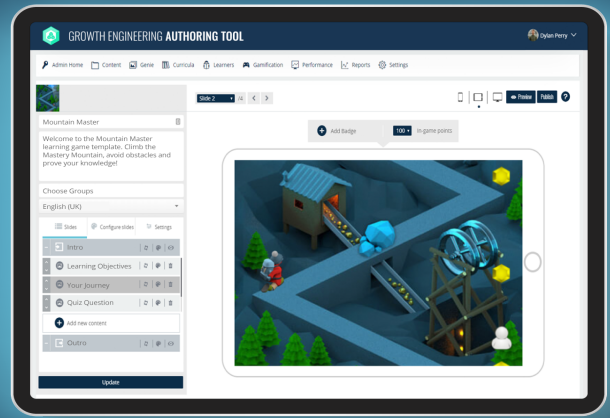 GROWTH ENGINEERING AUTHORING TOOL
Dylan Perry
Admin Home Content Genie Curricula Learners Gamification Performance Reports Settings
Slide 2 /4 < > Preview Publish ?
Mountain Master
Welcome to the Mountain Master
learning game template. Climb the
Mastery Mountain, avoid obstacles and
prove your knowledge!
Add Badge 100 in game points
Choose Groups
English (UK)
Slides Configure slides Settings
Intro
Learning Objectives
Your Journey
Quiz Question
Add new content
Outro
Update